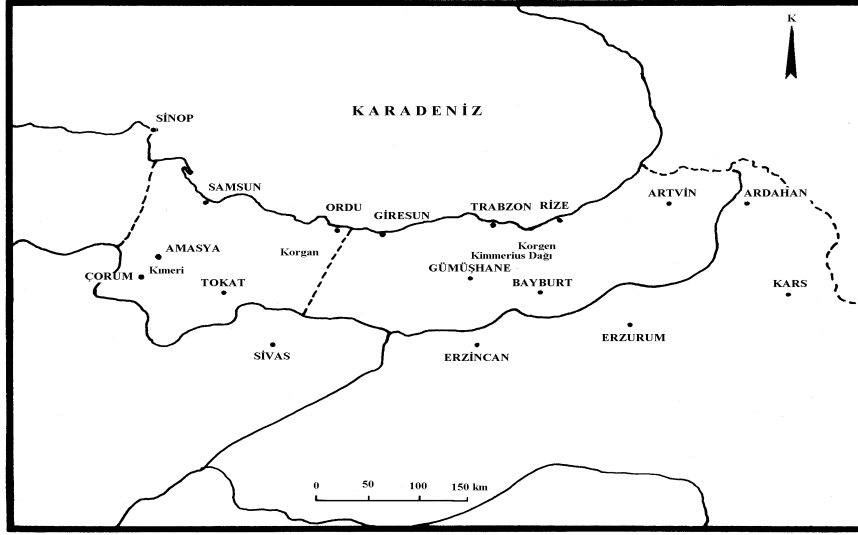 K
KARADENİZ
SİNOP
SAMSUN
ORDU
GİRESUN
TRABZON
RİZE
ARTVİN
ARDAHAN
Korgan
Korgen
Kimmerius Dağı
AMASYA
ÇORUM
Kımeri
TOKAT
GÜMÜŞHANE
BAYBURT
KARS
SİVAS
ERZİNCAN
ERZURUM
0 50 100 150 km